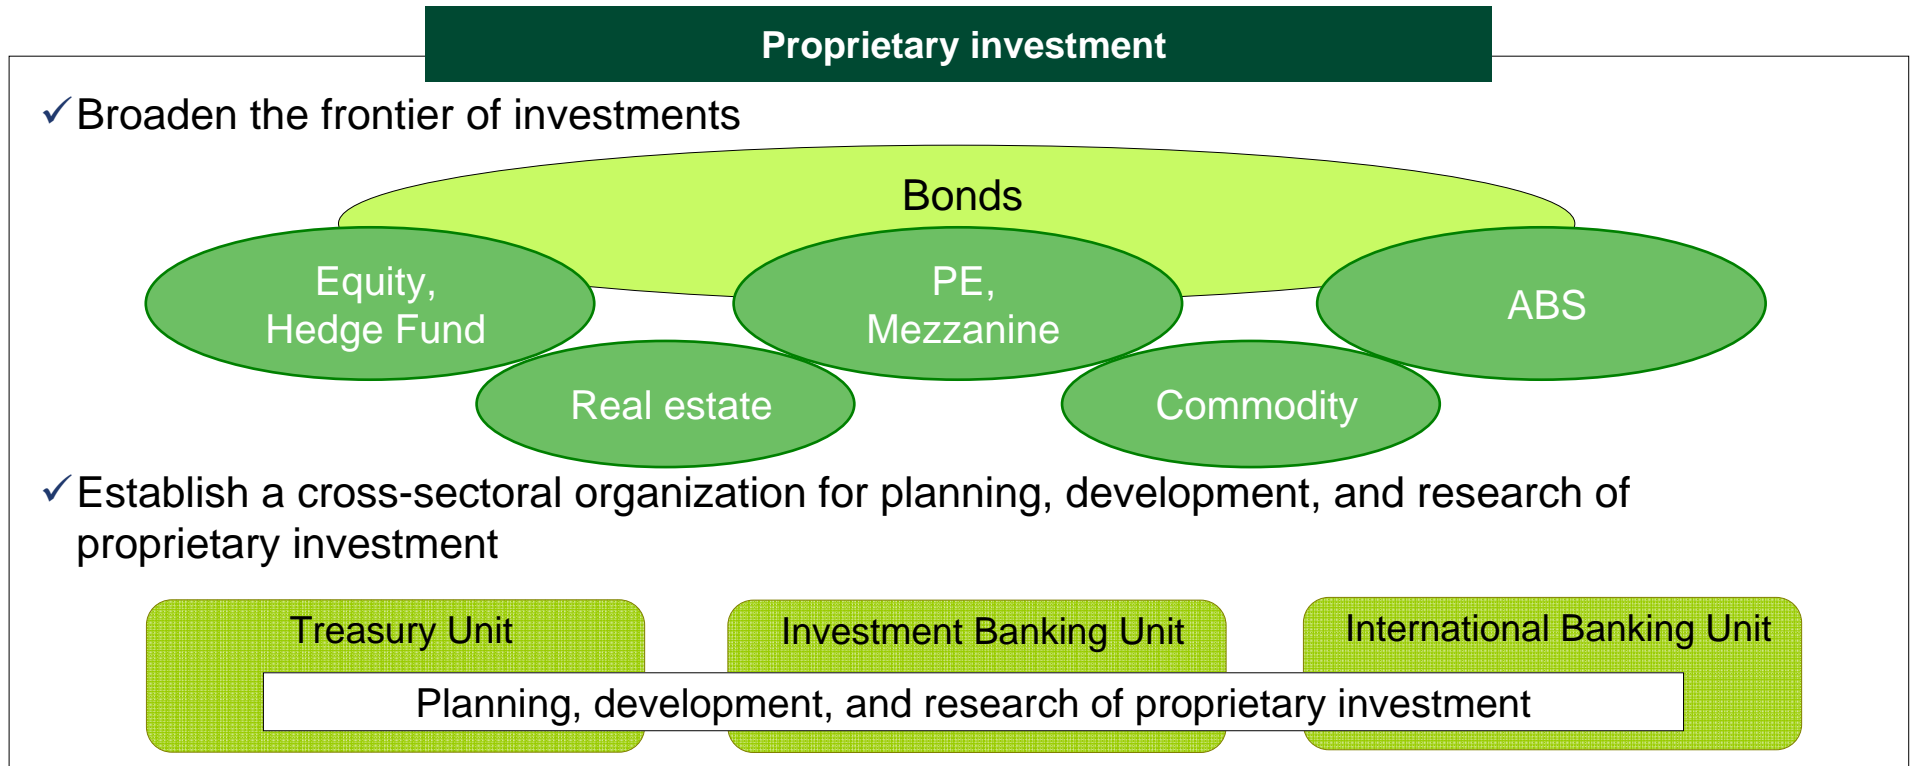 Proprietary investment
✓Broaden the frontier of investments
Bonds
Equity,
Hedge Fund
PE,
Mezzanine
ABS
Real estate
Commodity
✓Establish a cross-sectoral organization for planning, development, and research of
proprietary investment
Treasury Unit
Investment Banking Unit
International Banking Unit
Planning, development, and research of proprietary investment